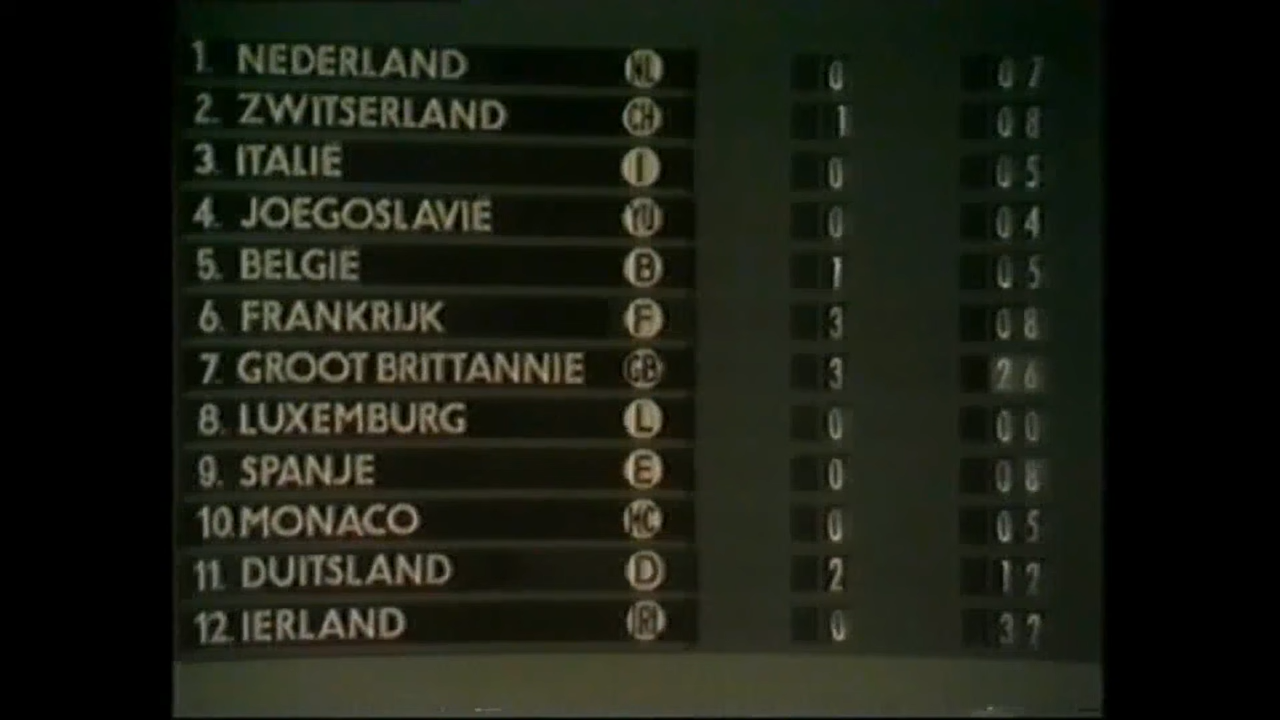 1. NEDERLAND NL 0 07
2. ZWITSERLAND CH 1 08
3. ITALIE I 0 05
4. JOEGOSLAVIE YU 0 04
5. BELGIE B 1 05
6. FRANKRIJK F 3 08
7. GROOT BRITTANNIE GB 3 26
8. LUXEMBURG L 0 00
9. SPANJE E 0 08
10. MONACO MC 0 05
11. DUITSLAND D 2 12
12. IERLAND IRL 0 32